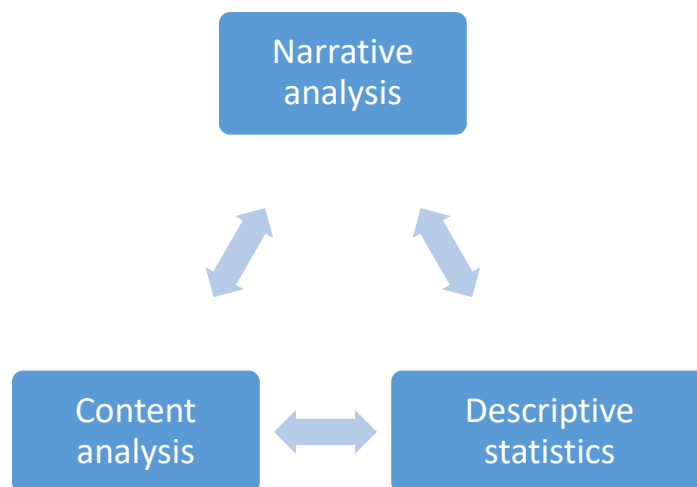 Narrative
analysis
Content
analysis
Descriptive
statistics